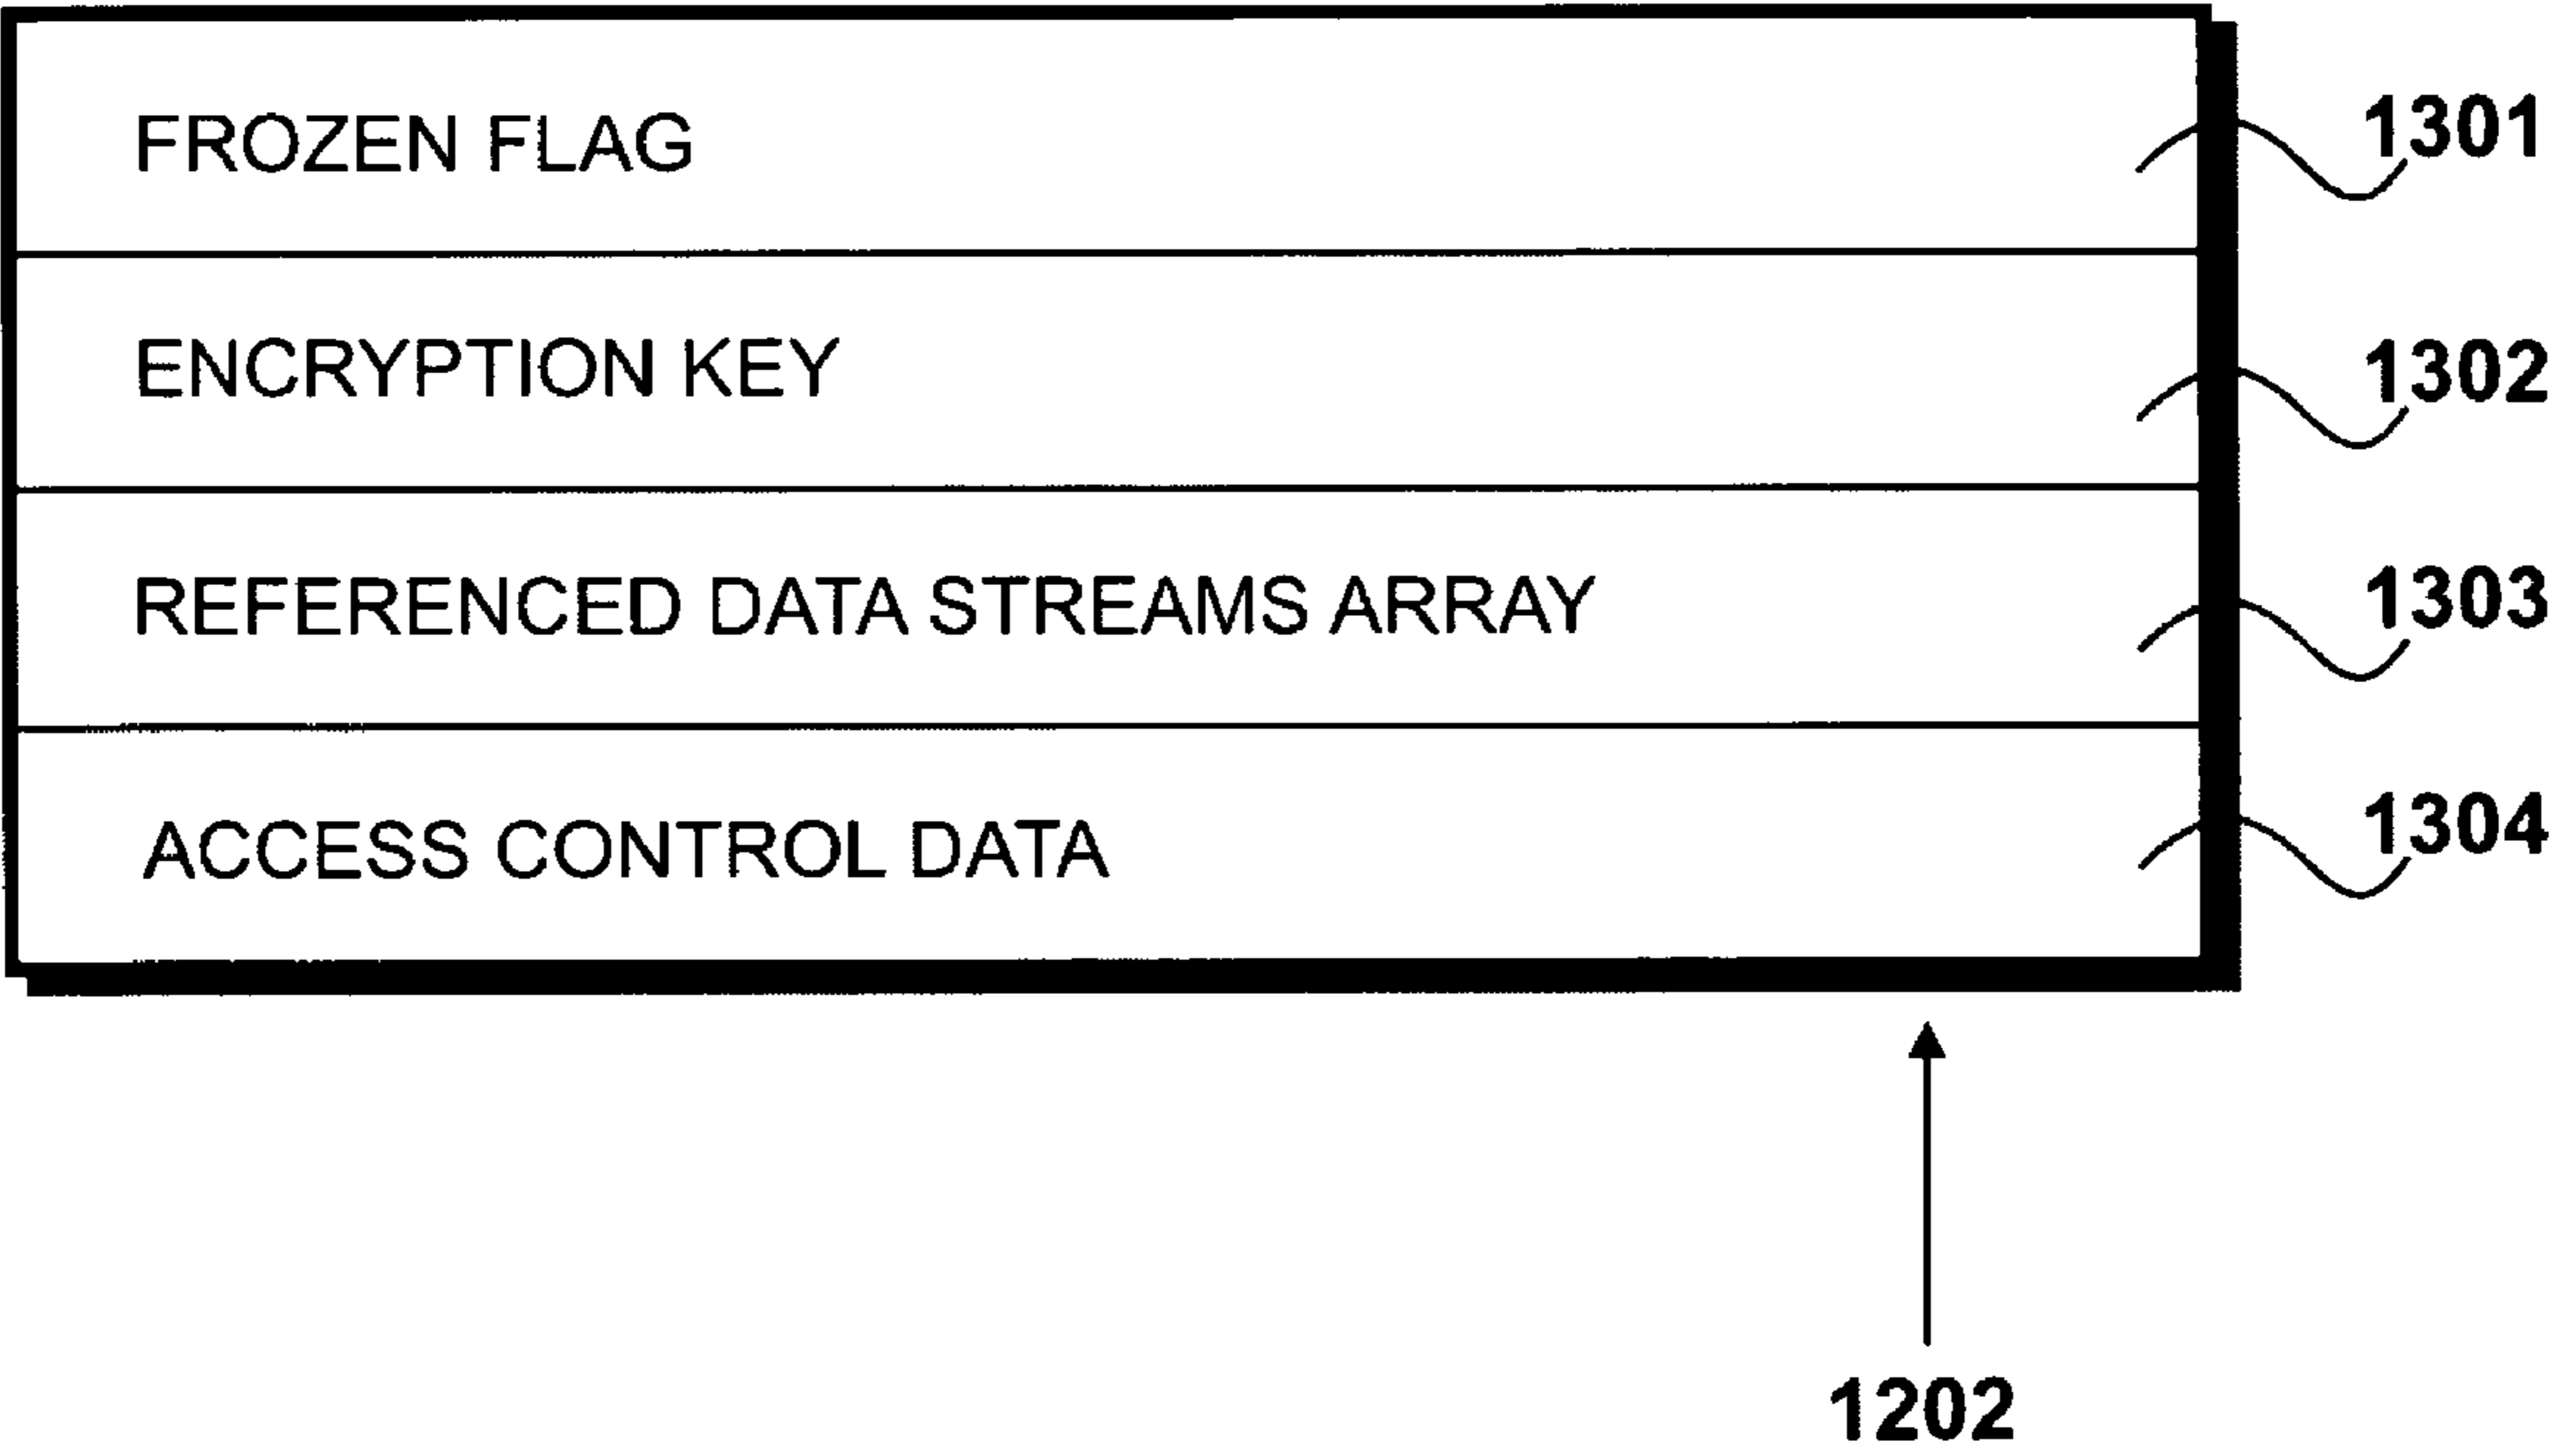 FROZEN FLAG 1301
ENCRYPTION KEY 1302
REFERENCED DATA STREAMS ARRAY 1303
ACCESS CONTROL DATA 1304
1202